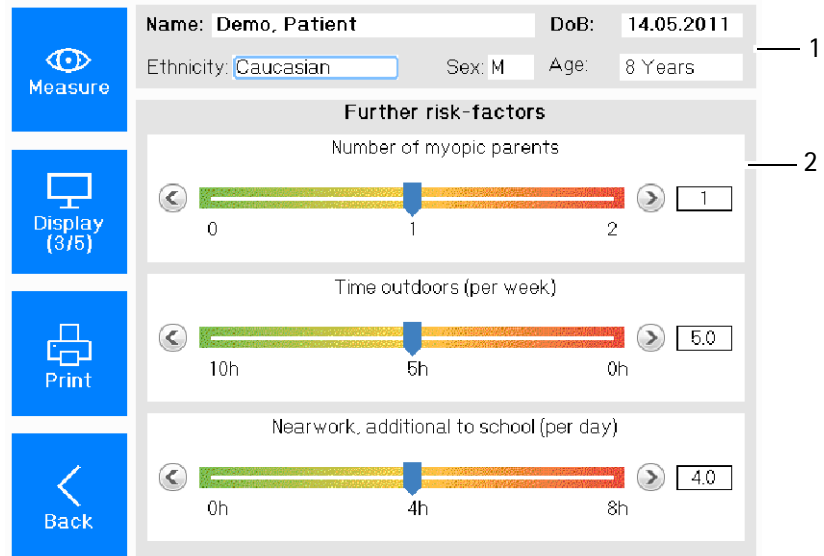 Measure
Display
(3/5)
Print
Back
Name: Demo, Patient DoB: 14.05.2011
Ethnicity: Caucasian Sex: M Age: 8 Years
1
Further risk-factors
2
Number of myopic parents
1
0 1 2
Time outdoors (per week)
5.0
10h 5h 0h
Nearwork, additional to school (per day)
4.0
0h 4h 8h